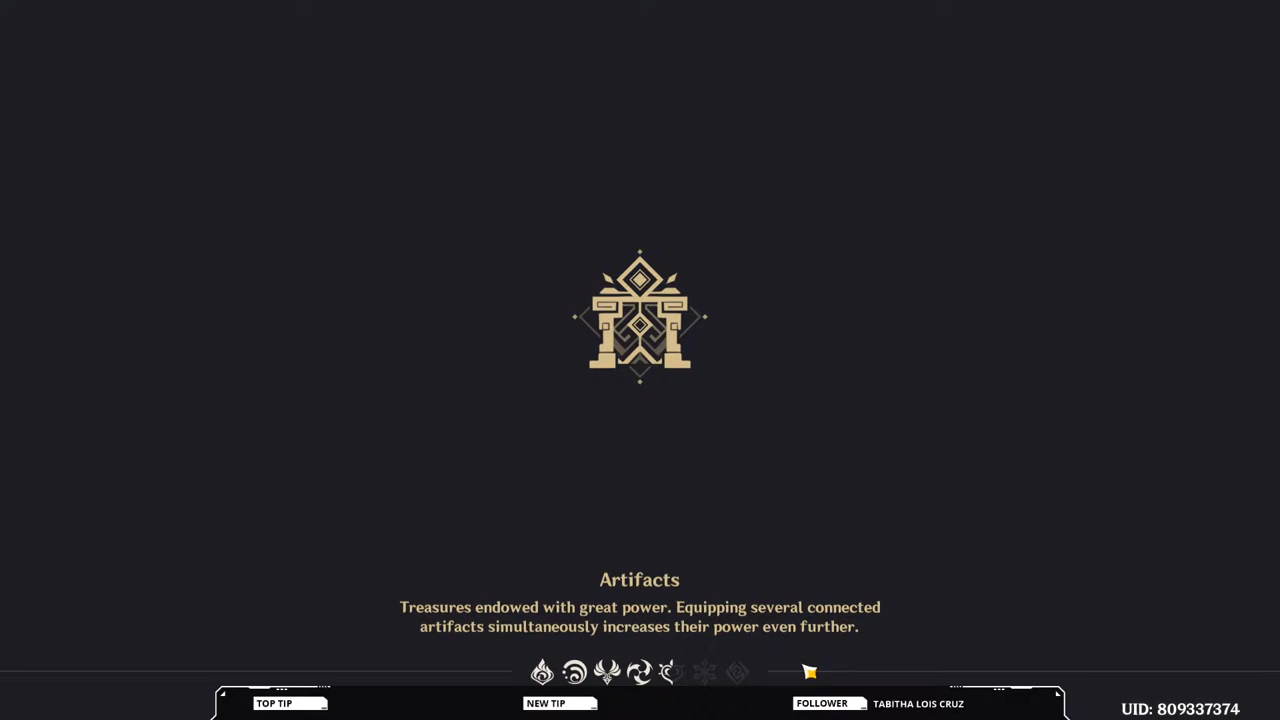 Artifacts
Treasures endowed with great power. Equipping several connected
artifacts simultaneously increases their power even further.
TOP TIP
NEW TIP
FOLLOWER TABITHA LOIS CRUZ
UID: 809337374